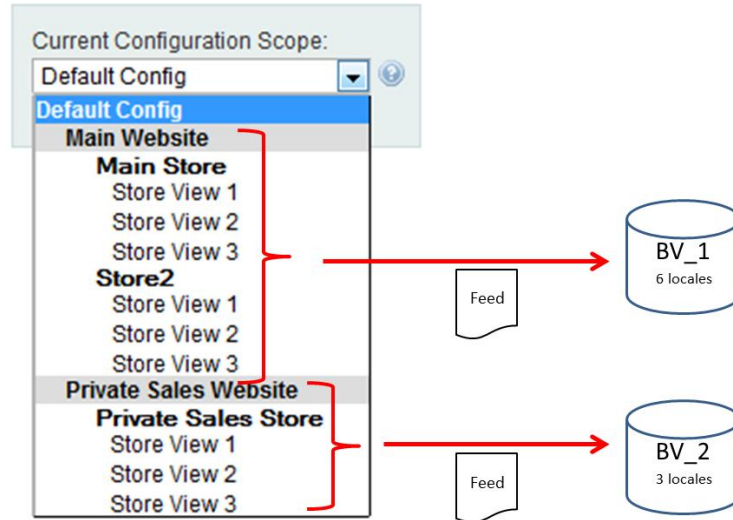 Current Configuration Scope:
Default Config
Default Config
Main Website
Main Store
Store View 1
Store View 2
Store View 3
Store2
Store View 1
Store View 2
Store View 3
Private Sales Website
Private Sales Store
Store View 1
Store View 2
Store View 3
Feed
BV_1
6 locales
Feed
BV_2
3 locales